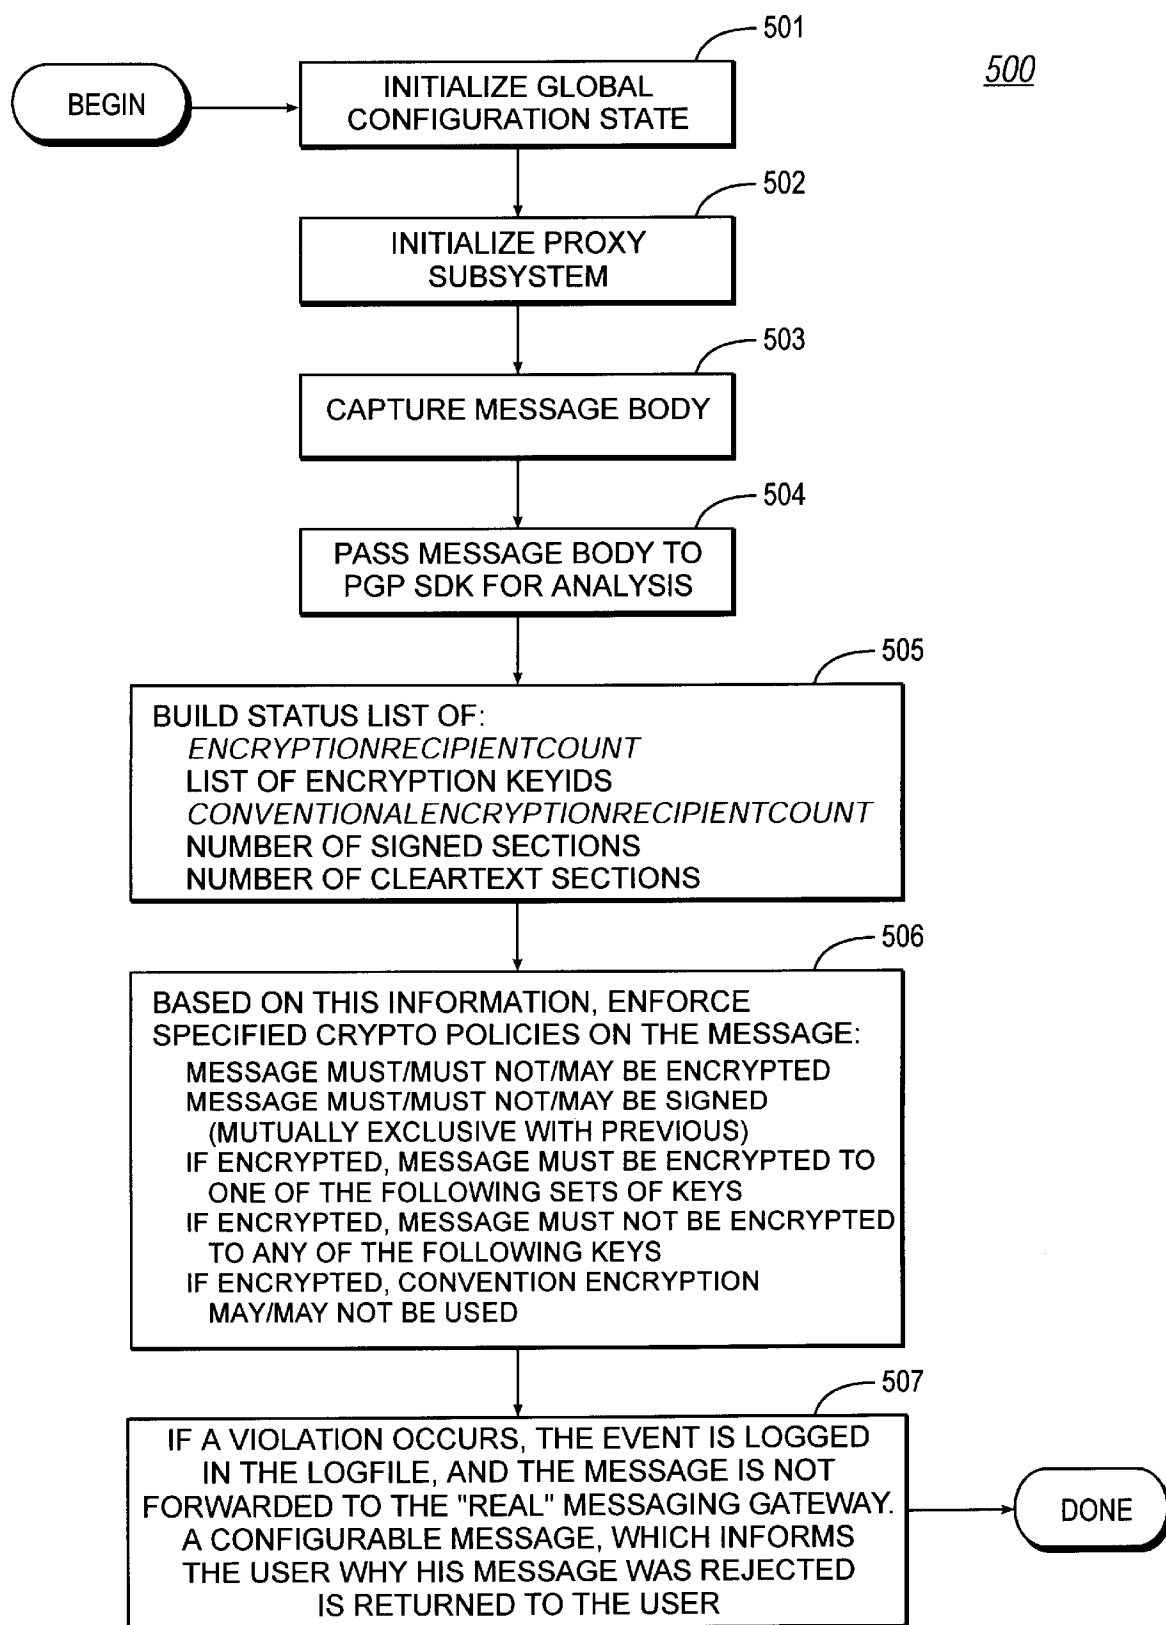 501
500
BEGIN
INITIALIZE GLOBAL
CONFIGURATION STATE
502
INITIALIZE PROXY
SUBSYSTEM
503
CAPTURE MESSAGE BODY
504
PASS MESSAGE BODY TO
PGP SDK FOR ANALYSIS
505
BUILD STATUS LIST OF:
ENCRYPTIONRECIPIENTCOUNT
LIST OF ENCRYPTION KEYIDS
CONVENTIONALENCRYPTIONRECIPIENTCOUNT
NUMBER OF SIGNED SECTIONS
NUMBER OF CLEARTEXT SECTIONS
506
BASED ON THIS INFORMATION, ENFORCE
SPECIFIED CRYPTO POLICIES ON THE MESSAGE:
MESSAGE MUST/MUST NOT/MAY BE ENCRYPTED
MESSAGE MUST/MUST NOT/MAY BE SIGNED
(MUTUALLY EXCLUSIVE WITH PREVIOUS)
IF ENCRYPTED, MESSAGE MUST BE ENCRYPTED TO
ONE OF THE FOLLOWING SETS OF KEYS
IF ENCRYPTED, MESSAGE MUST NOT BE ENCRYPTED
TO ANY OF THE FOLLOWING KEYS
IF ENCRYPTED, CONVENTION ENCRYPTION
MAY/MAY NOT BE USED
507
IF A VIOLATION OCCURS, THE EVENT IS LOGGED
IN THE LOGFILE, AND THE MESSAGE IS NOT
FORWARDED TO THE "REAL" MESSAGING GATEWAY.
A CONFIGURABLE MESSAGE, WHICH INFORMS
THE USER WHY HIS MESSAGE WAS REJECTED
IS RETURNED TO THE USER
DONE